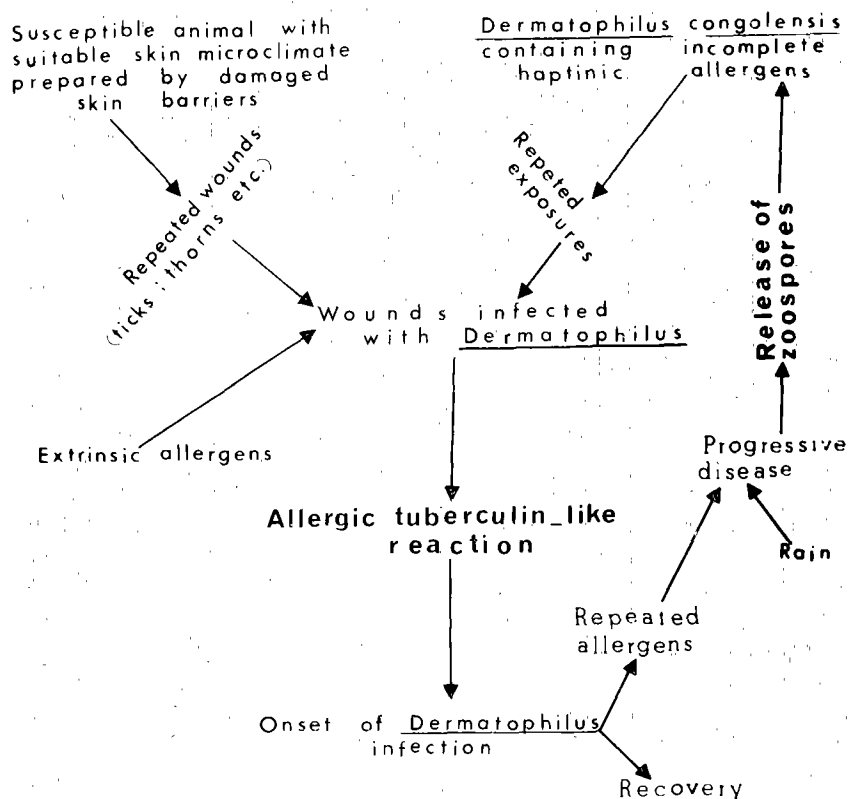 Susceptible animal with
suitable skin microclimate
prepared by damaged
skin barriers
Dermatophilus congolensis
containing incomplete
haptinic allergens
Repeated wounds
(ticks ; thorns etc.)
Repeted
exposures
Release of
zoospores
Wounds infected
with Dermatophilus
Extrinsic allergens
Progressive
disease
Allergic tuberculin_like
reaction
Rain
Repeated
allergens
Onset of Dermatophilus
infection
Recovery